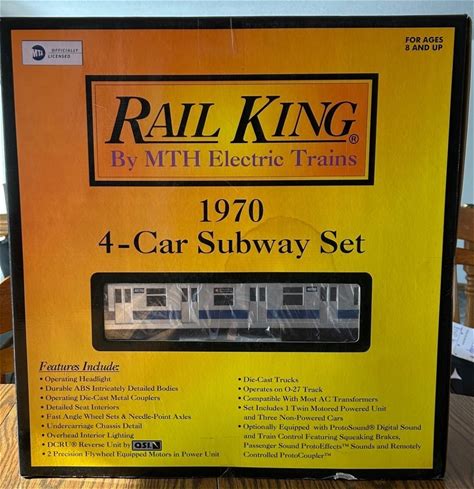 MTA OFFICIALLY
LICENSED
FOR AGES
8 AND UP
RAIL KING®
By MTH Electric Trains
1970
4-Car Subway Set
Features Include:
• Operating Headlight
• Durable ABS Intricately Detailed Bodies
• Operating Die-Cast Metal Couplers
• Detailed Seat Interiors
• Fast Angle Wheel Sets & Needle-Point Axles
• Undercarriage Chassis Detail
• Overhead Interior Lighting
• DCRU® Reverse Unit by QSI
• 2 Precision Flywheel Equipped Motors in Power Unit
• Die-Cast Trucks
• Operates on O-27 Track
• Compatible With Most AC Transformers
• Set Includes 1 Twin Motored Powered Unit
and Three Non-Powered Cars
• Optionally Equipped with ProtoSound® Digital Sound
and Train Control Featuring Squeaking Brakes,
Passenger Sound ProtoEffects™ Sounds and Remotely
Controlled ProtoCoupler™